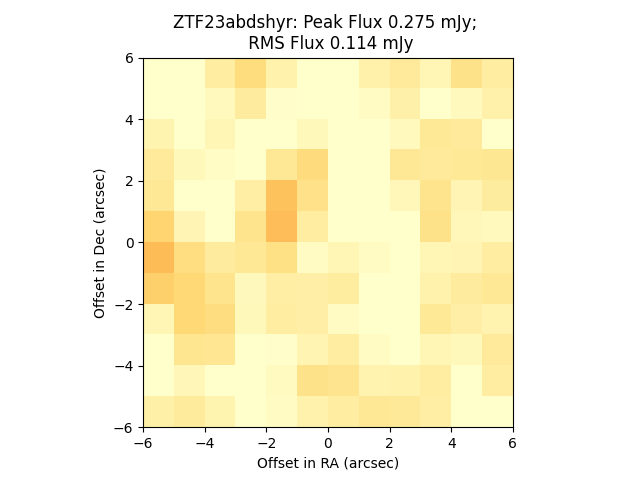 ZTF23abdshyr: Peak Flux 0.275 mJy;
RMS Flux 0.114 mJy
6
4
2
0
−2
−4
−6
Offset in Dec (arcsec)
−6 −4 −2 0 2 4 6
Offset in RA (arcsec)